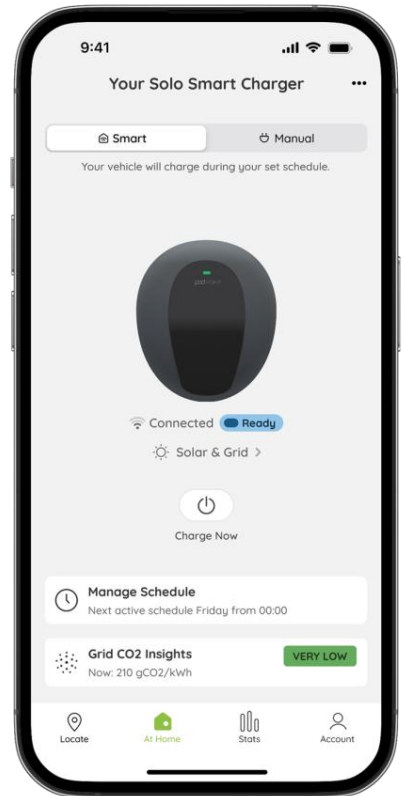 9:41
Your Solo Smart Charger
Smart
Manual
Your vehicle will charge during your set schedule.
Connected
Ready
Solar & Grid
Charge Now
Manage Schedule
Next active schedule Friday from 00:00
Grid CO2 Insights
VERY LOW
Now: 210 gCO2/kWh
Locate
At Home
Stats
Account